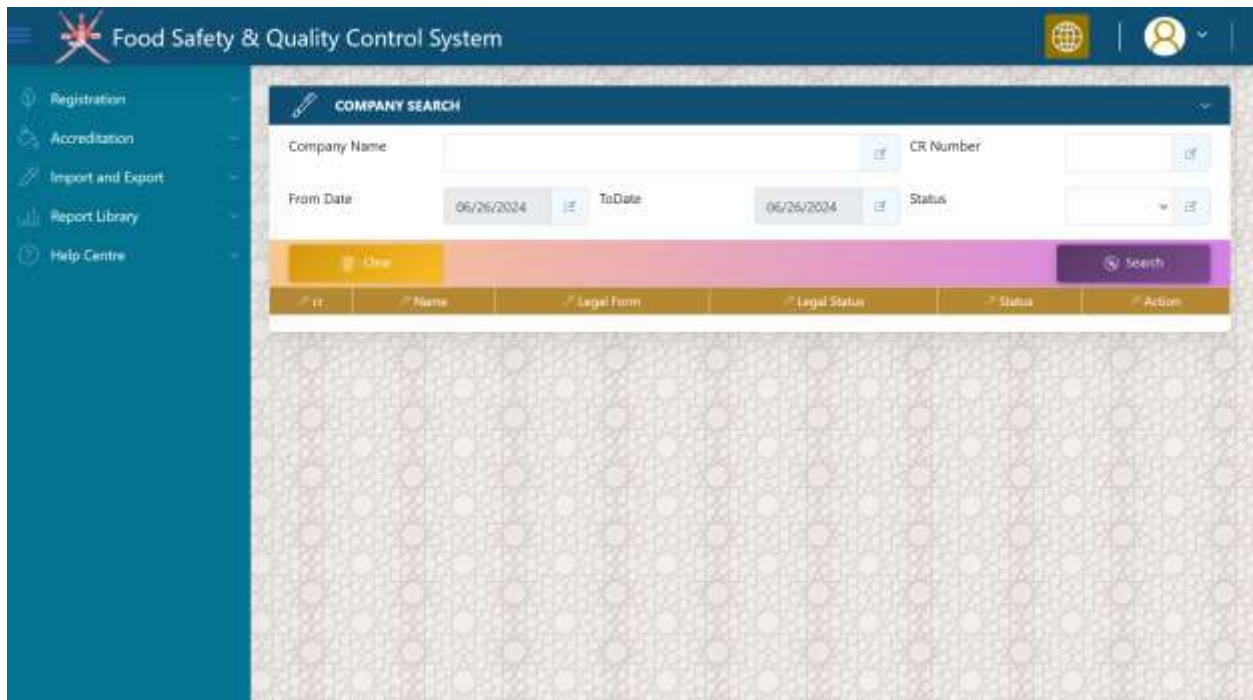 Food Safety & Quality Control System
Registration
Accreditation
Import and Export
Report Library
Help Centre
COMPANY SEARCH
Company Name
CR Number
From Date
06/26/2024
ToDate
06/26/2024
Status
Clear
Search
cr Name Legal Form Legal Status Status Action